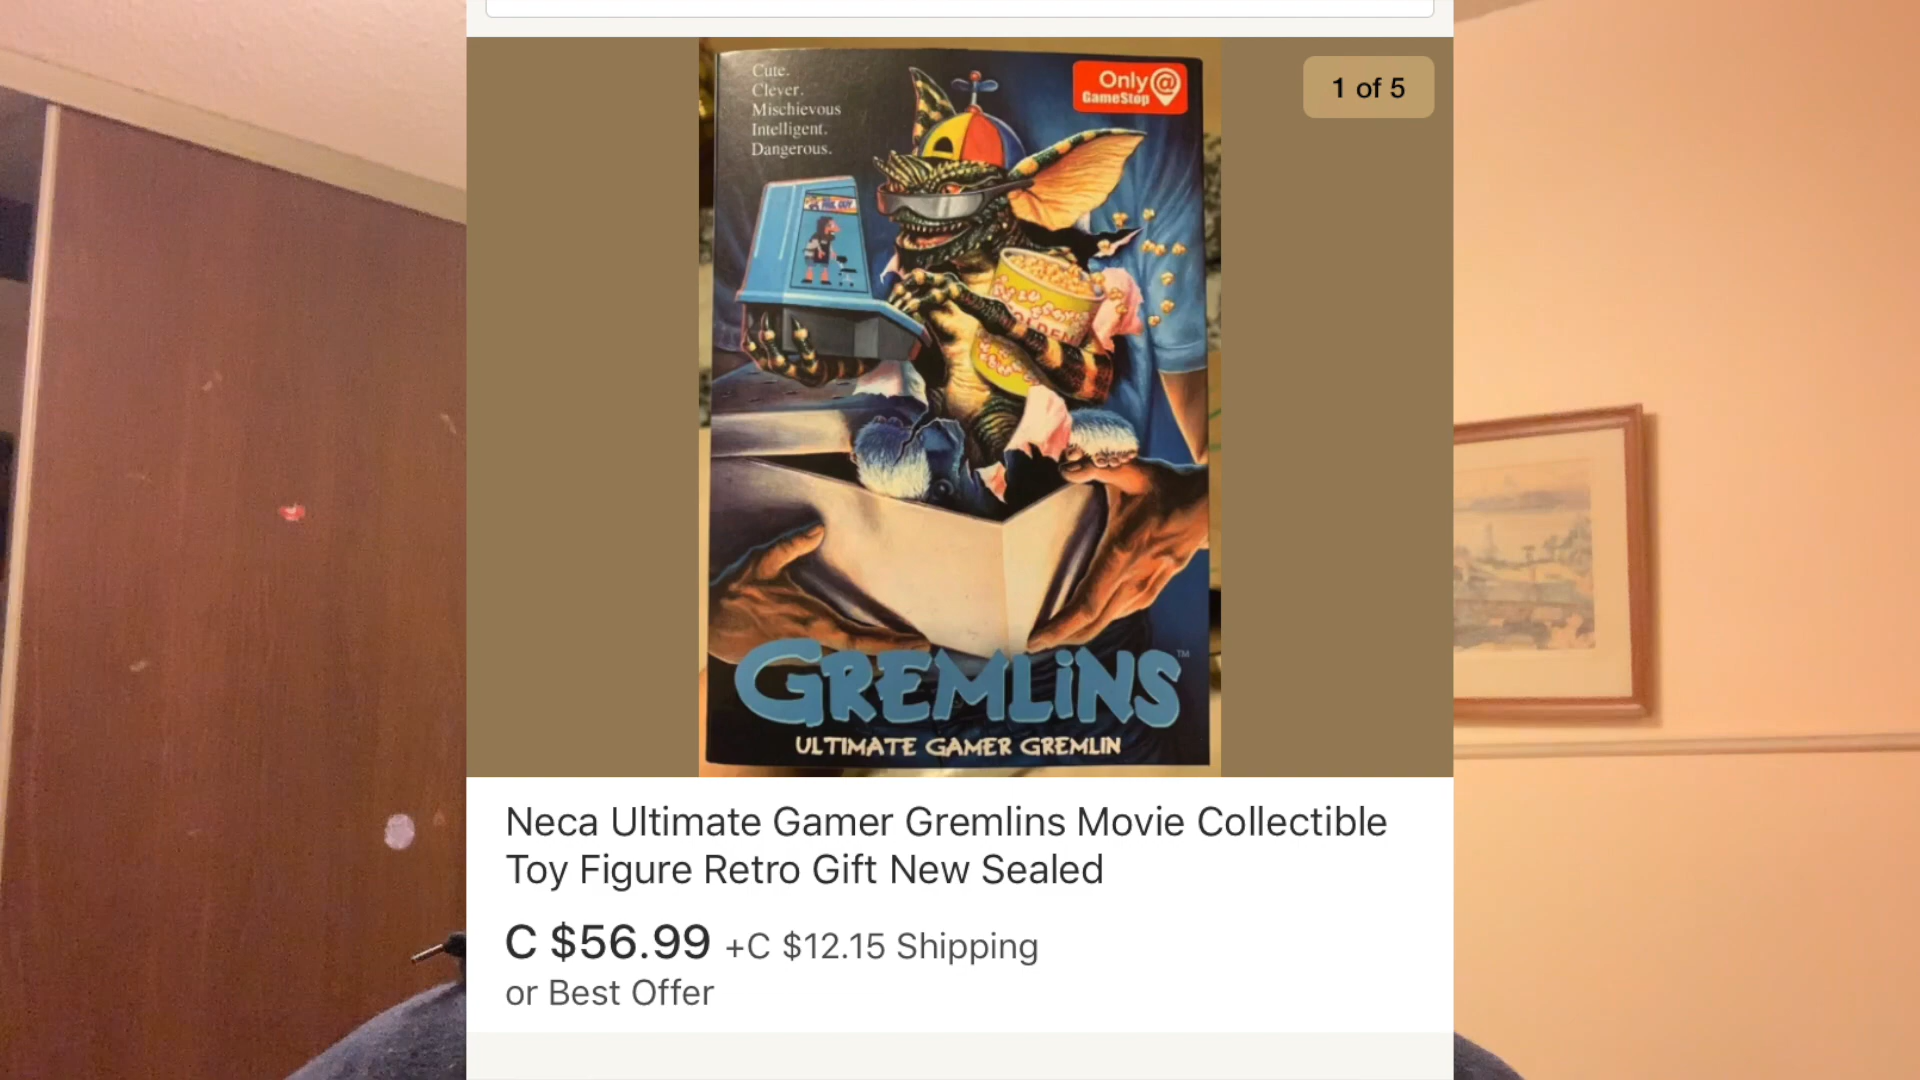 1 of 5
Cute.
Clever.
Mischievous
Intelligent.
Dangerous.
Only@
GameStop
GREMLiNS™
ULTIMATE GAMER GREMLIN
Neca Ultimate Gamer Gremlins Movie Collectible
Toy Figure Retro Gift New Sealed
C $56.99 +C $12.15 Shipping
or Best Offer